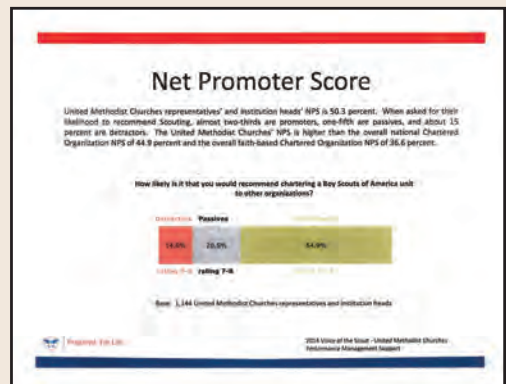 Net Promoter Score
United Methodist Churches representatives' and institution heads' NPS is 50.3 percent. When asked for their
likelihood to recommend Scouting, almost two-thirds are promoters, one-fifth are passives, and about 15
percent are detractors. The United Methodist Churches' NPS is higher than the overall national Chartered
Organization NPS of 44.9 percent and the overall faith-based Chartered Organization NPS of 36.6 percent.
How likely is it that you would recommend chartering a Boy Scouts of America unit
to other organizations?
Detractors Passives
14.6% 20.5% 64.9%
rating 7-8
Base: 1,144 United Methodist Churches representatives and institution heads
Prepared. For Life.
2014 Voice of the Scout - United Methodist Churches
Performance Management Support